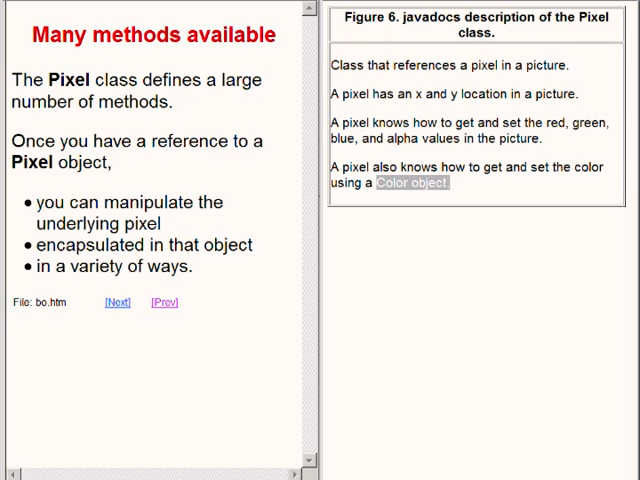 Many methods available
The Pixel class defines a large
number of methods.
Once you have a reference to a
Pixel object,
• you can manipulate the
underlying pixel
• encapsulated in that object
• in a variety of ways.
File: bo.htm [Next] [Prev]
Figure 6. javadocs description of the Pixel
class.
Class that references a pixel in a picture.
A pixel has an x and y location in a picture.
A pixel knows how to get and set the red, green,
blue, and alpha values in the picture.
A pixel also knows how to get and set the color
using a Color object.